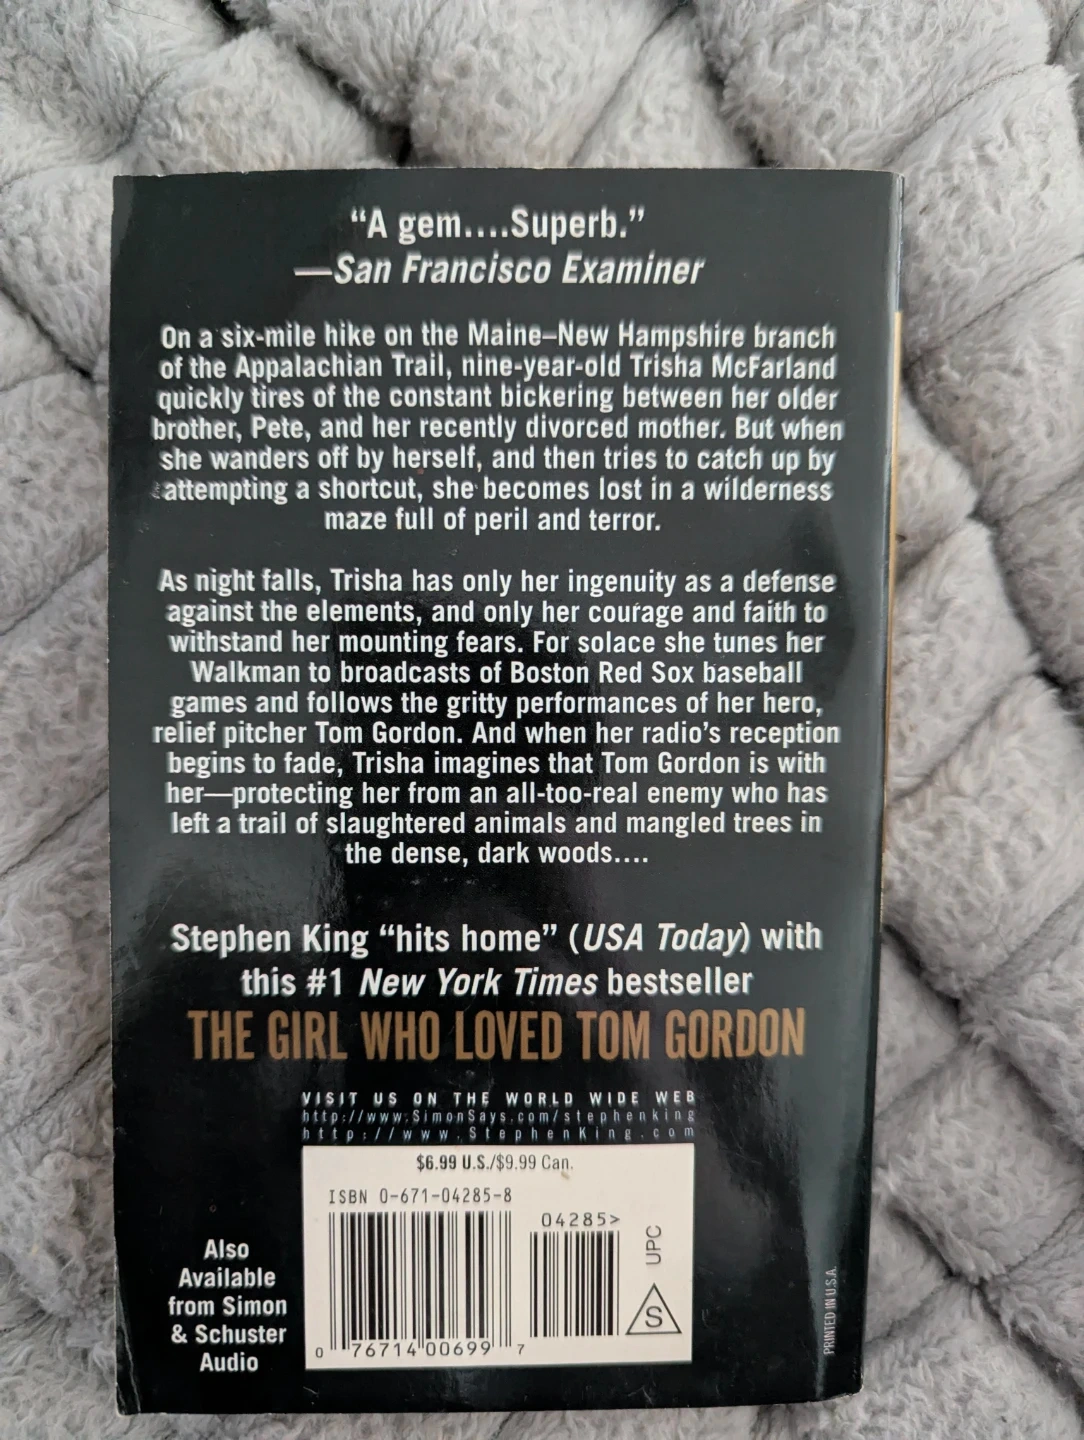 “A gem....Superb.”
—San Francisco Examiner
On a six-mile hike on the Maine–New Hampshire branch
of the Appalachian Trail, nine-year-old Trisha McFarland
quickly tires of the constant bickering between her older
brother, Pete, and her recently divorced mother. But when
she wanders off by herself, and then tries to catch up by
attempting a shortcut, she becomes lost in a wilderness
maze full of peril and terror.
As night falls, Trisha has only her ingenuity as a defense
against the elements, and only her courage and faith to
withstand her mounting fears. For solace she tunes her
Walkman to broadcasts of Boston Red Sox baseball
games and follows the gritty performances of her hero,
relief pitcher Tom Gordon. And when her radio’s reception
begins to fade, Trisha imagines that Tom Gordon is with
her—protecting her from an all-too-real enemy who has
left a trail of slaughtered animals and mangled trees in
the dense, dark woods....
Stephen King “hits home” (USA Today) with
this #1 New York Times bestseller
THE GIRL WHO LOVED TOM GORDON
VISIT US ON THE WORLD WIDE WEB
http://www.SimonSays.com/stephenking
http://www.StephenKing.com
$6.99 U.S./$9.99 Can.
ISBN 0-671-04285-8
04285>
UPC
S
0 76714 00699 7
Also
Available
from Simon
& Schuster
Audio
PRINTED IN U.S.A.